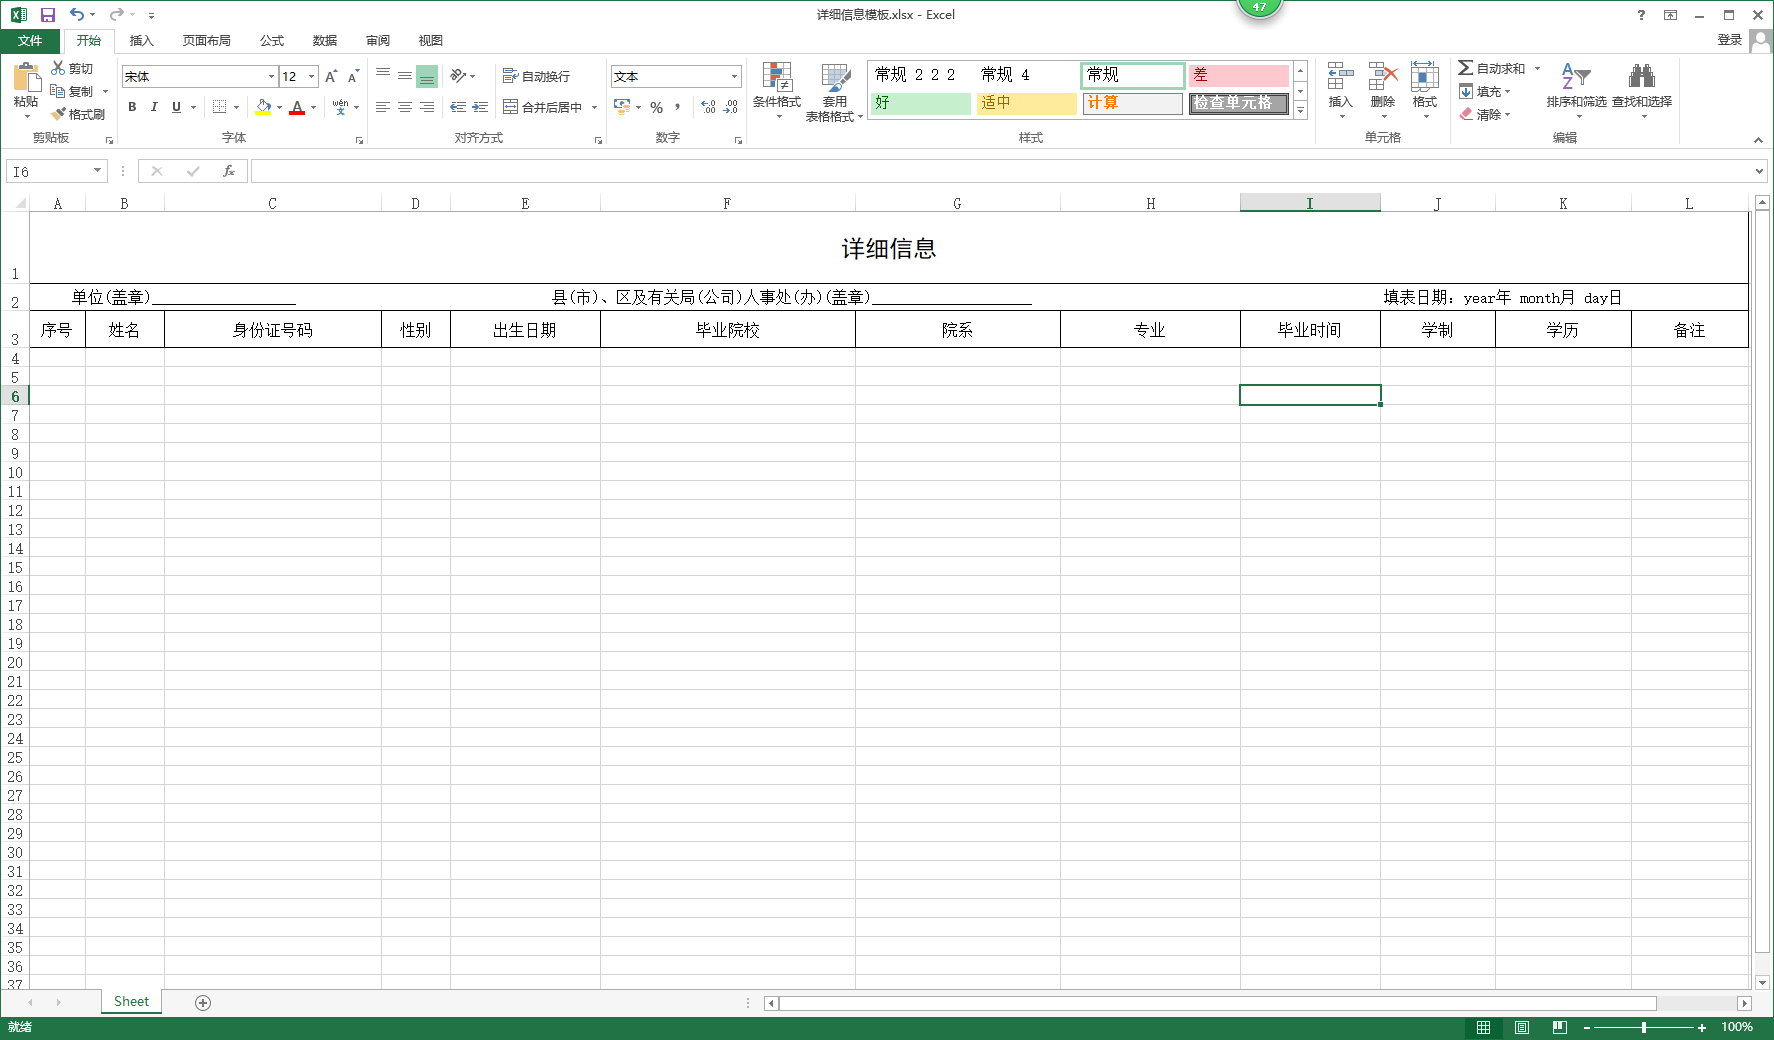 详细信息模板.xlsx - Excel
47
?
文件 开始 插入 页面布局 公式 数据 审阅 视图 登录
粘贴 剪切 复制 格式刷 剪贴板
宋体 12 A A
B I U A wén
字体
自动换行
合并后居中
对齐方式
文本
% , .0 .00
数字
条件格式 套用表格格式
常规 2 2 2 常规 4 常规 差
好 适中 计算 检查单元格
样式
插入 删除 格式
单元格
自动求和 填充 清除
排序和筛选 查找和选择
编辑
I6 fx
A B C D E F G H I J K L
1 详细信息
2 单位(盖章)__________________ 县(市)、区及有关局(公司)人事处(办)(盖章)____________________ 填表日期: year年 month月 day日
3 序号 姓名 身份证号码 性别 出生日期 毕业院校 院系 专业 毕业时间 学制 学历 备注
4
5
6
7
8
9
10
11
12
13
14
15
16
17
18
19
20
21
22
23
24
25
26
27
28
29
30
31
32
33
34
35
36
37
Sheet
就绪 100%